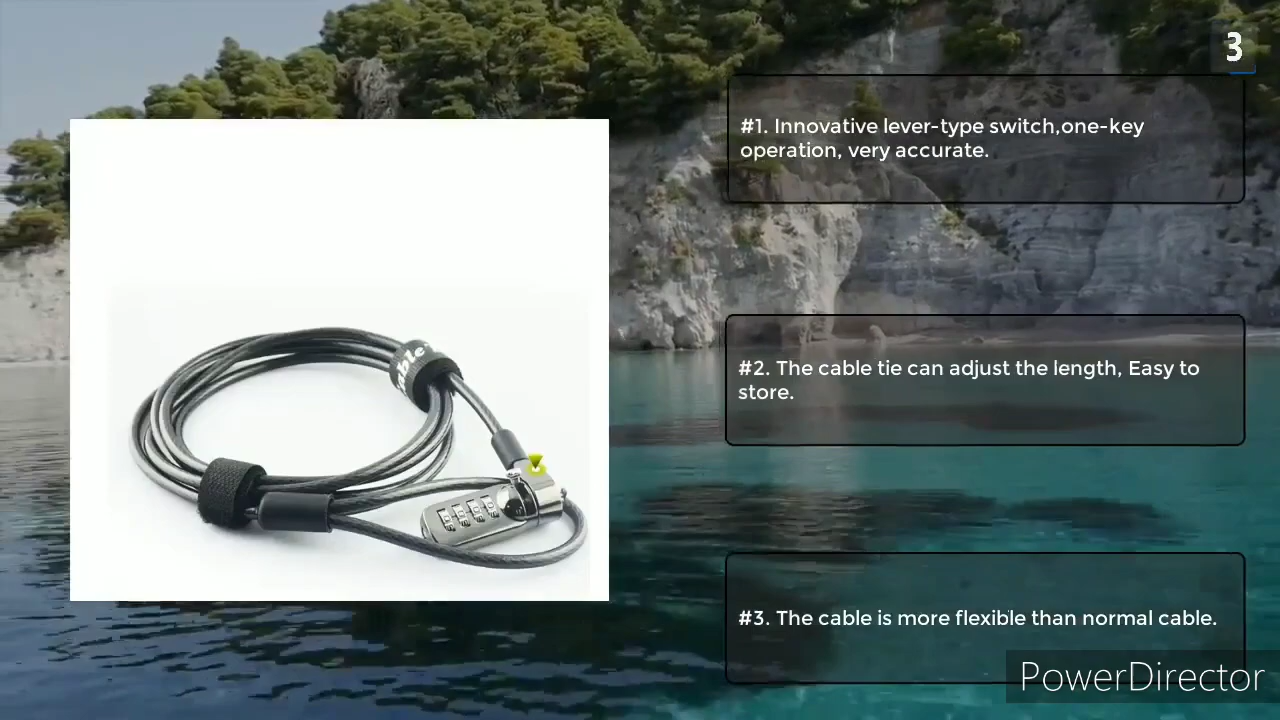 3
#1. Innovative lever-type switch,one-key
operation, very accurate.
#2. The cable tie can adjust the length, Easy to
store.
#3. The cable is more flexible than normal cable.
PowerDirector